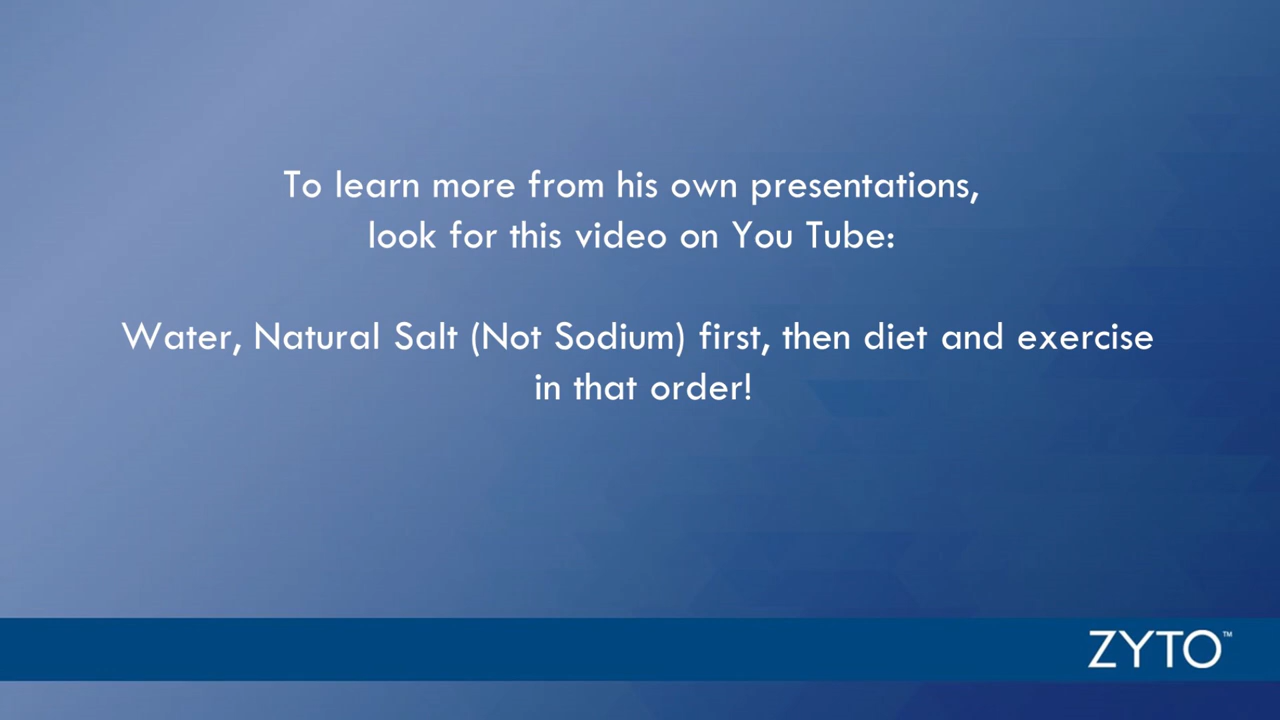 To learn more from his own presentations,
look for this video on You Tube:
Water, Natural Salt (Not Sodium) first, then diet and exercise
in that order!
ZYTO™